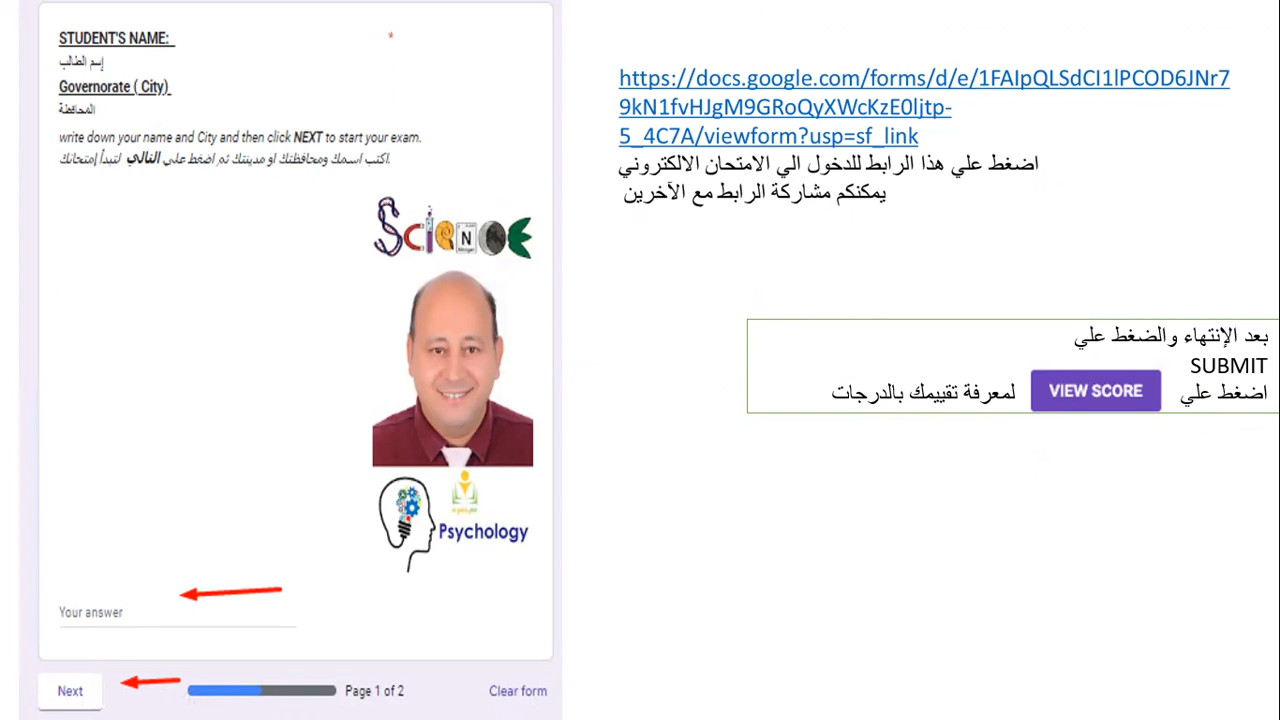 STUDENT'S NAME: *
إسم الطالب
Governorate ( City)
المحافظة
write down your name and City and then click NEXT to start your exam.
اكتب اسمك ومحافظتك او مدينتك ثم اضغط علي التالي لتبدأ إمتحانك.
SCIENCE
N
Psychology
Your answer
Next
Page 1 of 2
Clear form
https://docs.google.com/forms/d/e/1FAIpQLSdCI1lPCOD6JNr7
9kN1fvHJgM9GRoQyXWcKzE0ljtp-
5_4C7A/viewform?usp=sf_link
اضغط علي هذا الرابط للدخول الي الامتحان الالكتروني
يمكنكم مشاركة الرابط مع الآخرين
بعد الإنتهاء والضغط علي
SUBMIT
اضغط علي VIEW SCORE لمعرفة تقييمك بالدرجات